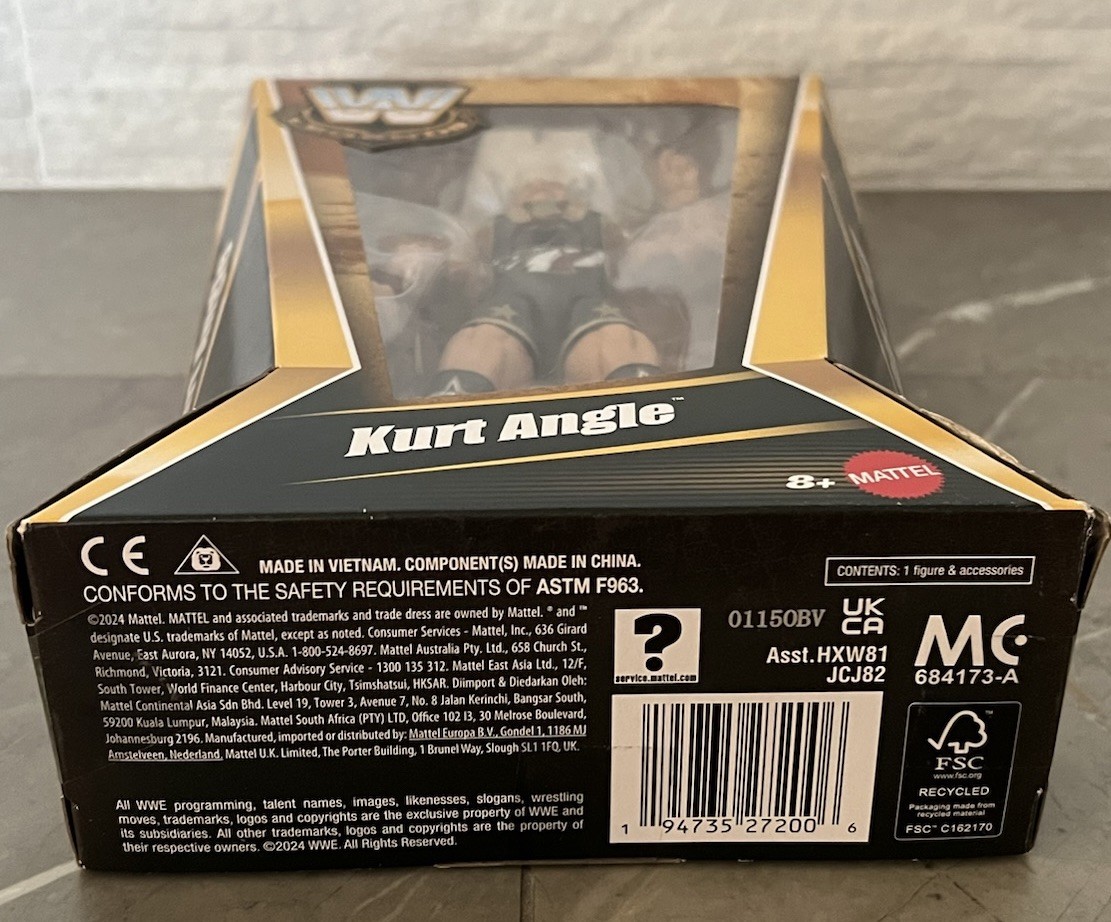 Kurt Angle™
8+ MATTEL
CE
MADE IN VIETNAM. COMPONENT(S) MADE IN CHINA.
CONFORMS TO THE SAFETY REQUIREMENTS OF ASTM F963.
©2024 Mattel. MATTEL and associated trademarks and trade dress are owned by Mattel. ® and ™
designate U.S. trademarks of Mattel, except as noted. Consumer Services - Mattel, Inc., 636 Girard
Avenue, East Aurora, NY 14052, U.S.A. 1-800-524-8697. Mattel Australia Pty. Ltd., 658 Church St.,
Richmond, Victoria, 3121. Consumer Advisory Service - 1300 135 312. Mattel East Asia Ltd., 12/F,
South Tower, World Finance Center, Harbour City, Tsimshatsui, HKSAR. Diimport & Diedarkan Oleh:
Mattel Continental Asia Sdn Bhd. Level 19, Tower 3, Avenue 7, No. 8 Jalan Kerinchi, Bangsar South,
59200 Kuala Lumpur, Malaysia. Mattel South Africa (PTY) LTD, Office 102 I3, 30 Melrose Boulevard,
Johannesburg 2196. Manufactured, imported or distributed by: Mattel Europa B.V., Gondel 1, 1186 MJ
Amstelveen, Nederland. Mattel U.K. Limited, The Porter Building, 1 Brunel Way, Slough SL1 1FQ, UK.
All WWE programming, talent names, images, likenesses, slogans, wrestling
moves, trademarks, logos and copyrights are the exclusive property of WWE and
its subsidiaries. All other trademarks, logos and copyrights are the property of
their respective owners. ©2024 WWE. All Rights Reserved.
?
service.mattel.com
CONTENTS: 1 figure & accessories
01150BV
UK
CA
Asst.HXW81
JCJ82
MC
684173-A
1 94735 27200 6
™
FSC
www.fsc.org
RECYCLED
Packaging made from
recycled material
FSC™ C162170